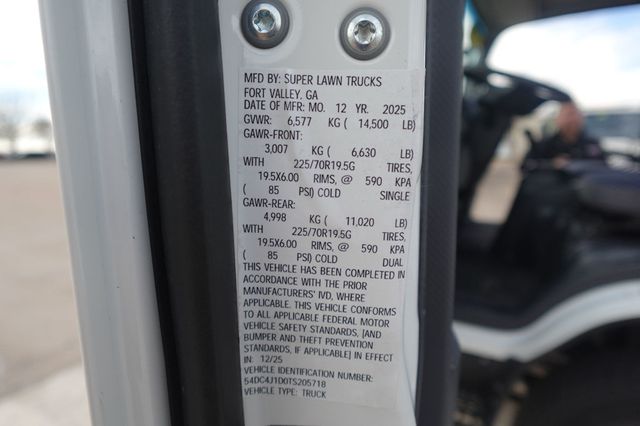 MFD BY: SUPER LAWN TRUCKS
FORT VALLEY, GA
DATE OF MFR: MO. 12 YR. 2025
GVWR: 6,577 KG ( 14,500 LB)
GAWR-FRONT:
3,007 KG ( 6,630 LB)
WITH 225/70R19.5G TIRES,
19.5X6.00 RIMS, @ 590 KPA
( 85 PSI) COLD SINGLE
GAWR-REAR:
4,998 KG ( 11,020 LB)
WITH 225/70R19.5G TIRES,
19.5X6.00 RIMS, @ 590 KPA
( 85 PSI) COLD DUAL
THIS VEHICLE HAS BEEN COMPLETED IN
ACCORDANCE WITH THE PRIOR
MANUFACTURERS' IVD, WHERE
APPLICABLE. THIS VEHICLE CONFORMS
TO ALL APPLICABLE FEDERAL MOTOR
VEHICLE SAFETY STANDARDS, [AND
BUMPER AND THEFT PREVENTION
STANDARDS, IF APPLICABLE] IN EFFECT
IN: 12/25
VEHICLE IDENTIFICATION NUMBER:
54DC4J1D0TS205718
VEHICLE TYPE: TRUCK